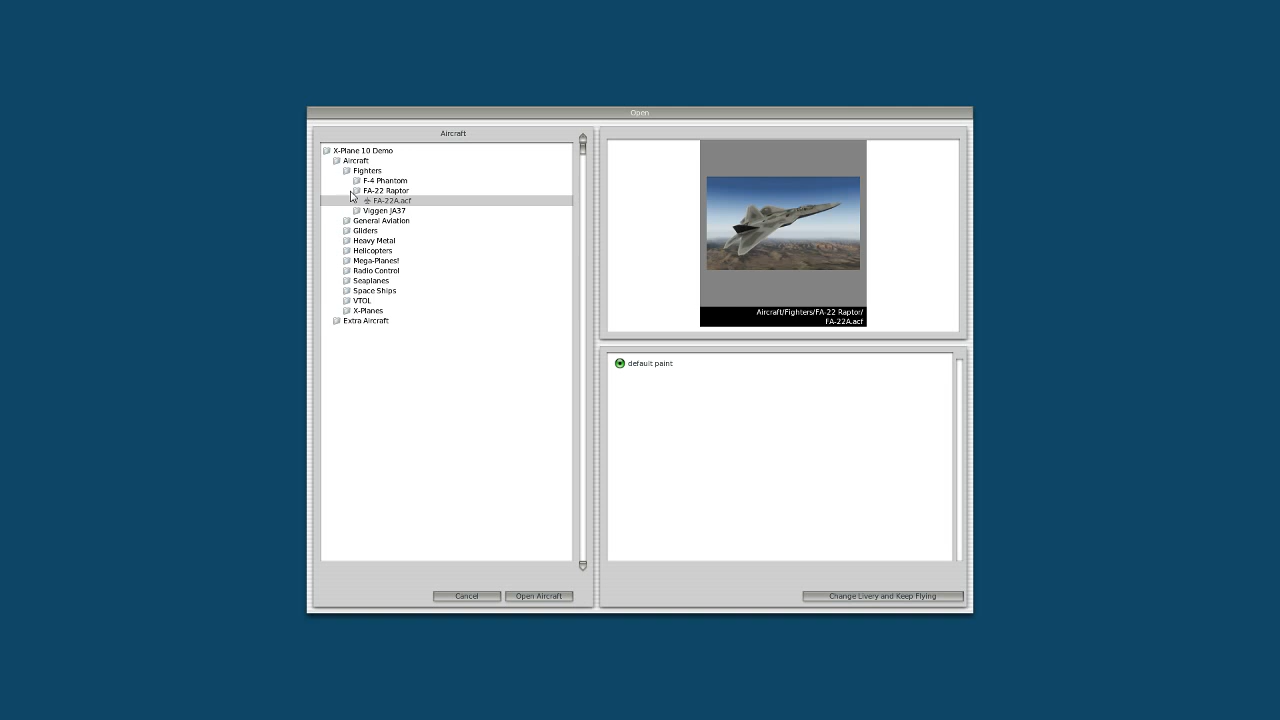 Open
Aircraft
X-Plane 10 Demo
Aircraft
Fighters
F-4 Phantom
FA-22 Raptor
FA-22A.acf
Viggen JA37
General Aviation
Gliders
Heavy Metal
Helicopters
Mega-Planes!
Radio Control
Seaplanes
Space Ships
VTOL
X-Planes
Extra Aircraft
Cancel
Open Aircraft
Aircraft/Fighters/FA-22 Raptor/
FA-22A.acf
default paint
Change Livery and Keep Flying